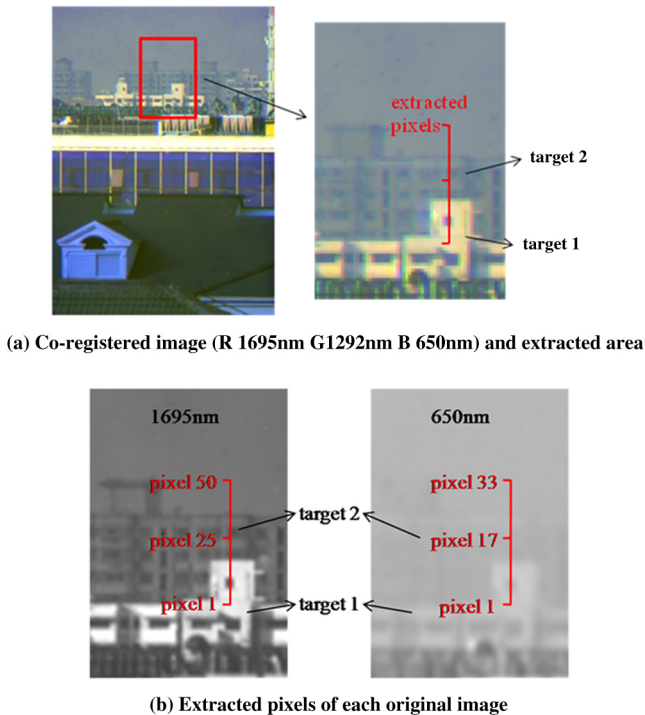 extracted
pixels
target 2
target 1
(a) Co-registered image (R 1695nm G1292nm B 650nm) and extracted area
1695nm
650nm
pixel 50
pixel 33
target 2
pixel 25
pixel 17
pixel 1
target 1
pixel 1
(b) Extracted pixels of each original image